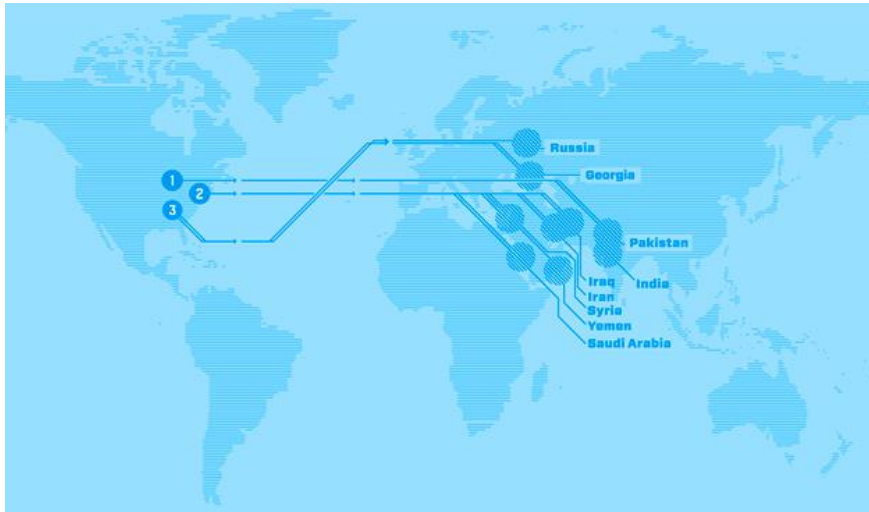 1
2
3
Russia
Georgia
Pakistan
India
Iraq
Iran
Syria
Yemen
Saudi Arabia